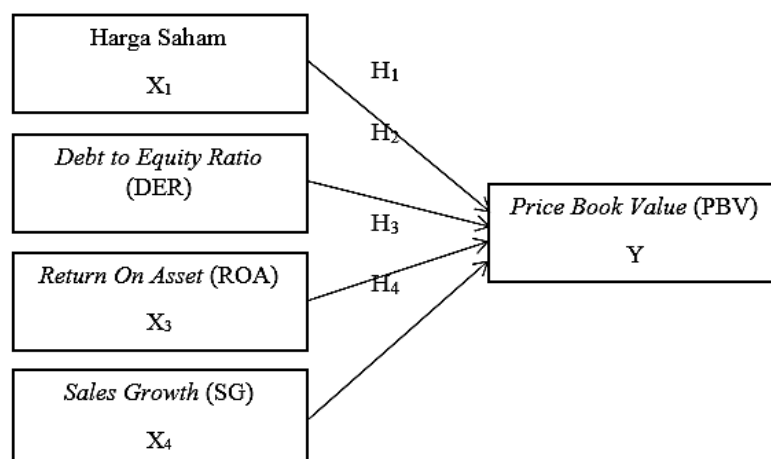 Harga Saham
X1
H1
H2
Debt to Equity Ratio
(DER)
Price Book Value (PBV)
Y
H3
Return On Asset (ROA)
X3
H4
Sales Growth (SG)
X4